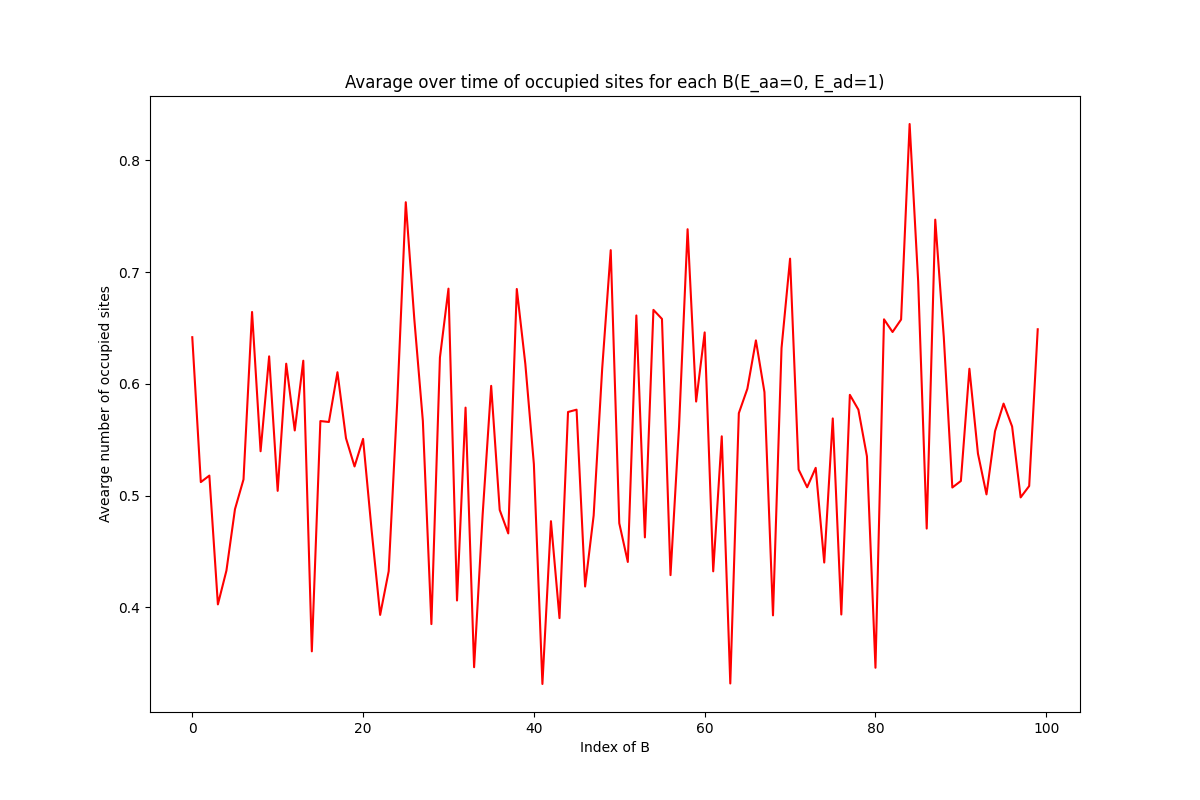 Avarage over time of occupied sites for each B(E_aa=0, E_ad=1)
Avearge number of occupied sites
0.8
0.7
0.6
0.5
0.4
0 20 40 60 80 100
Index of B